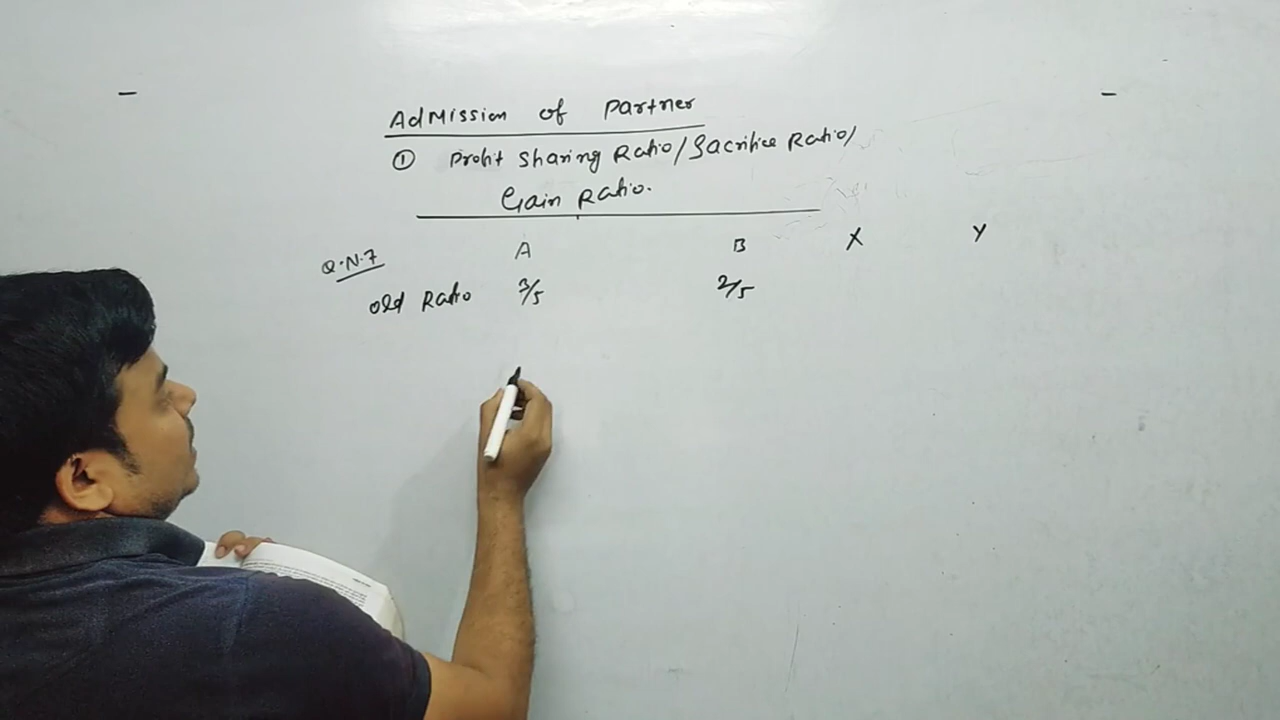 Admission of Partner
① Profit Sharing Ratio/Sacrifice Ratio/
Gain Ratio.
Q.N.7 A B X Y
Old Ratio 3/5 2/5